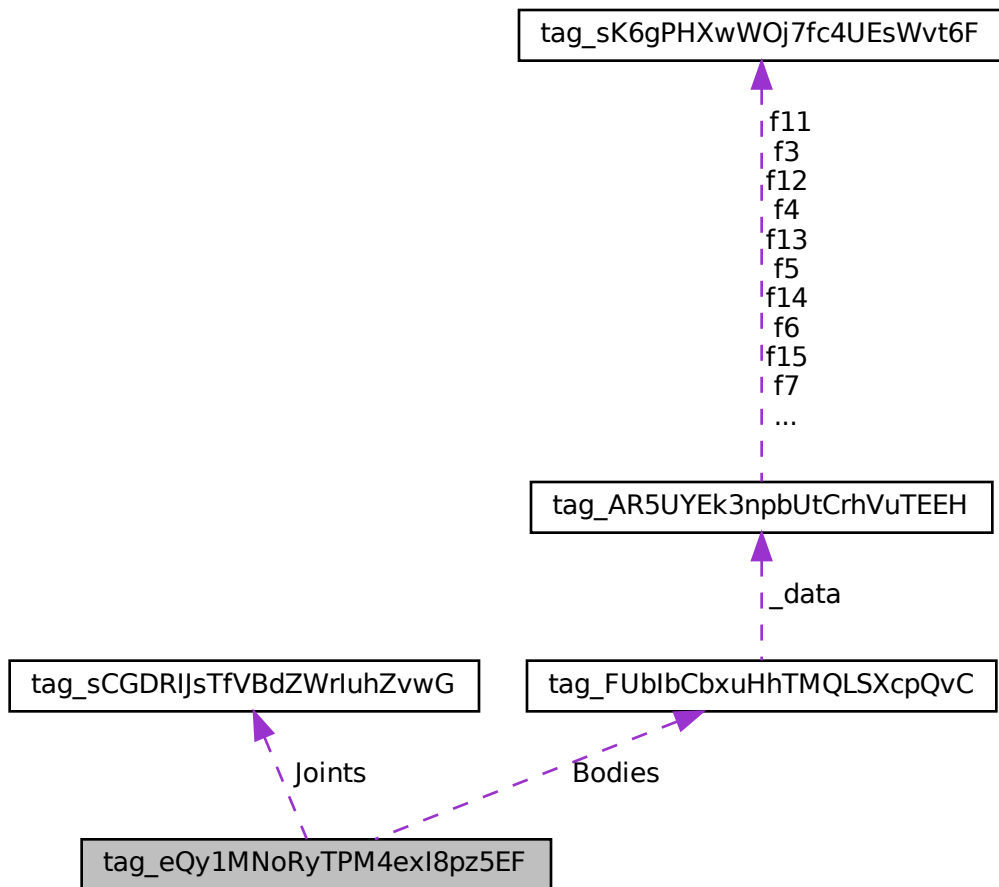 tag_sK6gPHXwWOj7fc4UEsWvt6F
f11
f3
f12
f4
f13
f5
f14
f6
f15
f7
...
tag_AR5UYEk3npbUtCrhVuTEEH
_data
tag_sCGDRIJsTfVBdZWrIuhZvwG
tag_FUbIbCbxuHhTMQLSXcpQvC
Joints
Bodies
tag_eQy1MNoRyTPM4exI8pz5EF